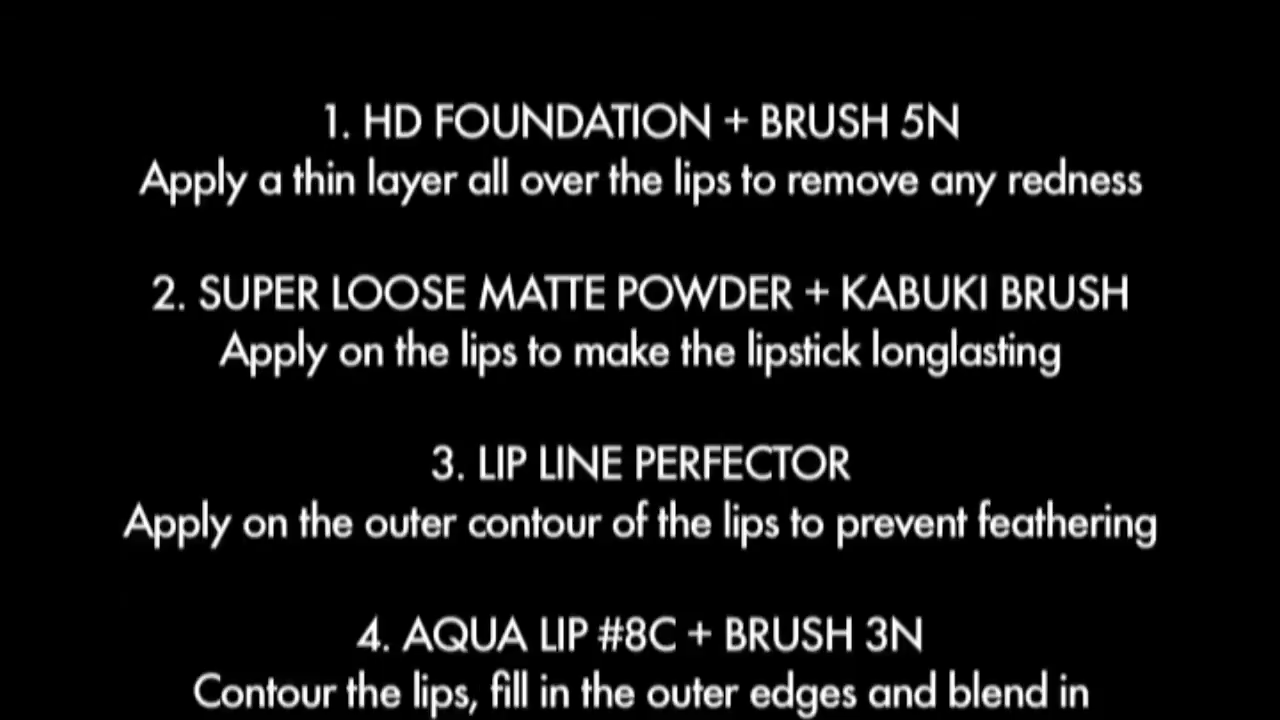 1. HD FOUNDATION + BRUSH 5N
Apply a thin layer all over the lips to remove any redness
2. SUPER LOOSE MATTE POWDER + KABUKI BRUSH
Apply on the lips to make the lipstick longlasting
3. LIP LINE PERFECTOR
Apply on the outer contour of the lips to prevent feathering
4. AQUA LIP #8C + BRUSH 3N
Contour the lips, fill in the outer edges and blend in